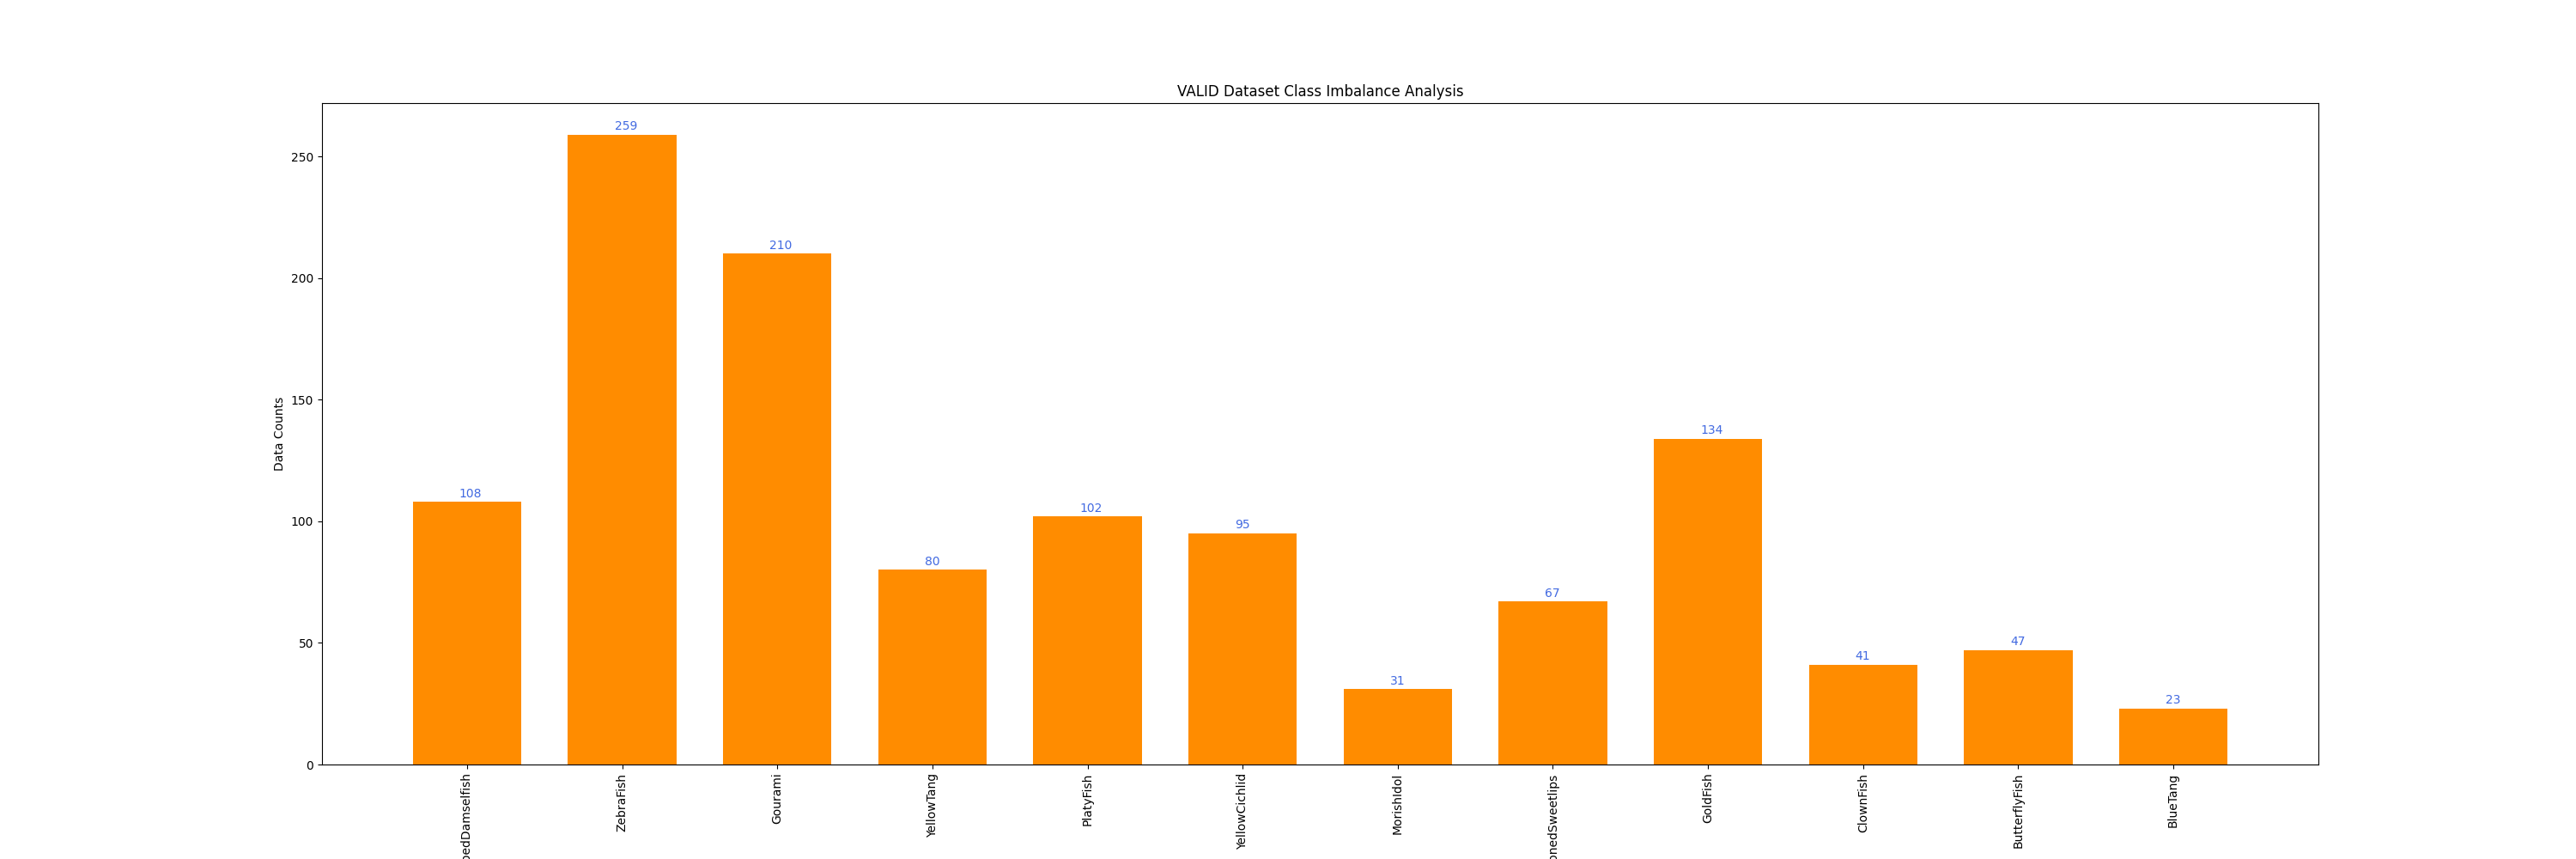 VALID Dataset Class Imbalance Analysis
Data Counts
250
200
150
100
50
0
108
259
210
80
102
95
31
67
134
41
47
23
ZebraFish
Gourami
YellowTang
PlatyFish
YellowCichlid
MorishIdol
GoldFish
ClownFish
ButterflyFish
BlueTang